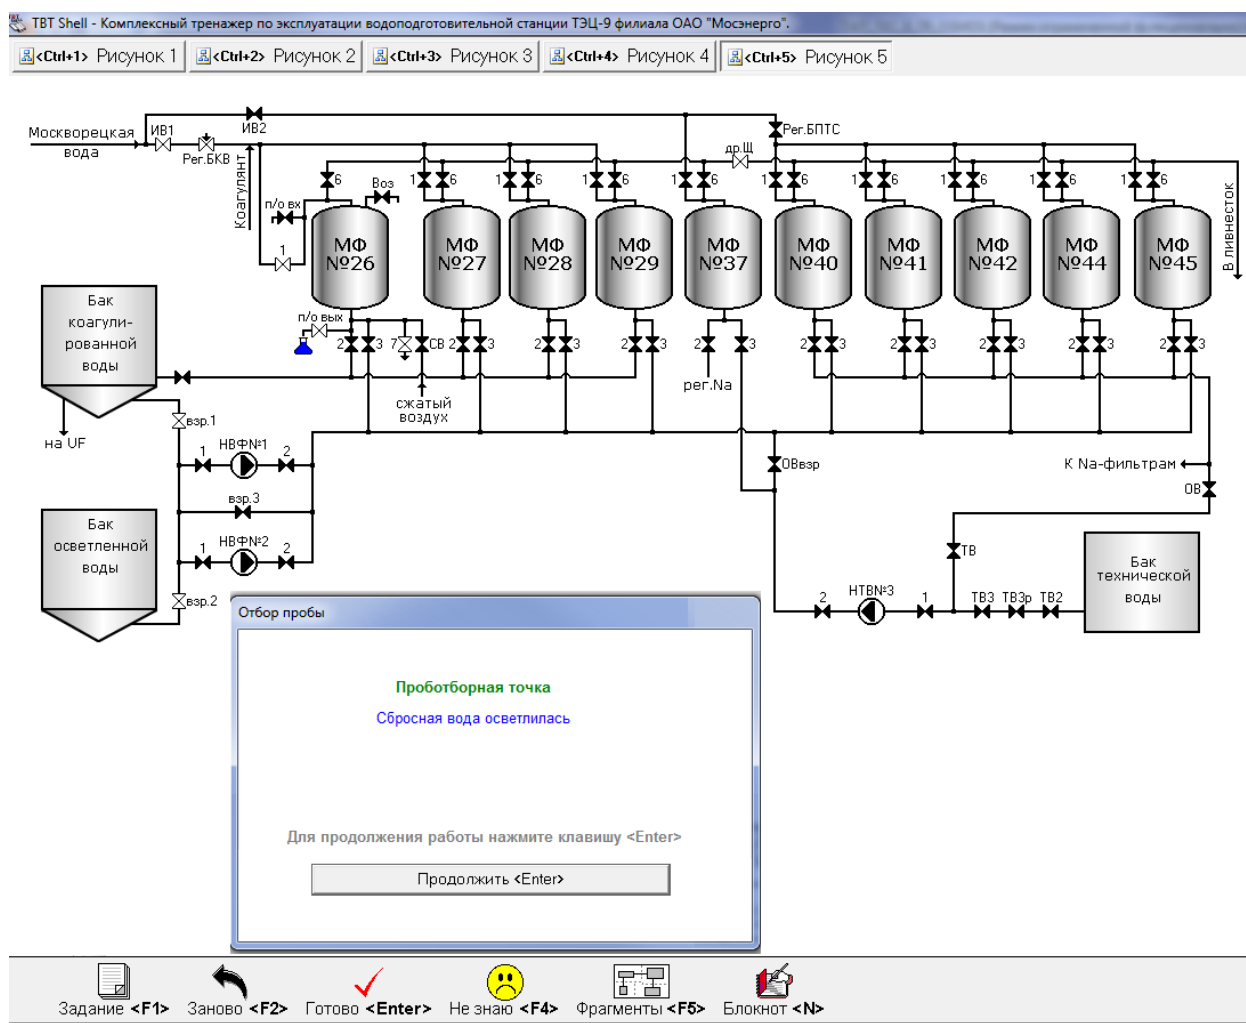 TBT Shell - Комплексный тренажер по эксплуатации водоподготовительной станции ТЭЦ-9 филиала ОАО "Мосэнерго".
<Ctrl+1> Рисунок 1 <Ctrl+2> Рисунок 2 <Ctrl+3> Рисунок 3 <Ctrl+4> Рисунок 4 <Ctrl+5> Рисунок 5
Москворецкая
вода
ИВ1
Рег.БКВ
ИВ2
Коагулянт
Рег.БПТС
др.Щ
В ливнесток
6 Воз 1 6 1 6 1 6 1 6 1 6 1 6 1 6 1 6 1 6
п/о вх
1
МФ
№26
МФ
№27
МФ
№28
МФ
№29
МФ
№37
МФ
№40
МФ
№41
МФ
№42
МФ
№44
МФ
№45
п/о вых
2 3 7 СВ 2 3 2 3 2 3 2 3 2 3 2 3 2 3 2 3 2 3
Бак
коагули-
рованной
воды
сжатый
воздух
рег.Na
на UF
взр.1
1 НВФ№1 2
ОВвзр
К Na-фильтрам
ОВ
взр.3
Бак
осветленной
воды
1 НВФ№2 2
взр.2
ТВ
2 НТВ№3 1 ТВ3 ТВ3р ТВ2
Бак
технической
воды
Отбор пробы
Проботборная точка
Сбросная вода осветлилась
Для продолжения работы нажмите клавишу <Enter>
Продолжить <Enter>
Задание <F1> Заново <F2> Готово <Enter> Не знаю <F4> Фрагменты <F5> Блокнот <N>